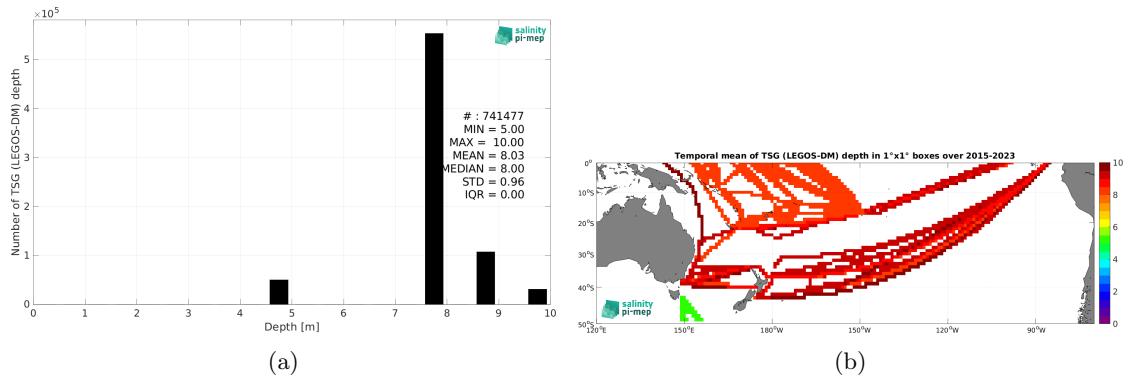 ×10⁵
5
4
3
2
1
0
Number of TSG (LEGOS-DM) depth
salinity
pi-mep
# : 741477
MIN = 5.00
MAX = 10.00
MEAN = 8.03
MEDIAN = 8.00
STD = 0.96
IQR = 0.00
0 1 2 3 4 5 6 7 8 9 10
Depth [m]
(a)
Temporal mean of TSG (LEGOS-DM) depth in 1°x1° boxes over 2015-2023
0°
10°S
20°S
30°S
40°S
50°S
120°E 150°E 180°W 150°W 120°W 90°W
salinity
pi-mep
10
8
6
4
2
0
(b)